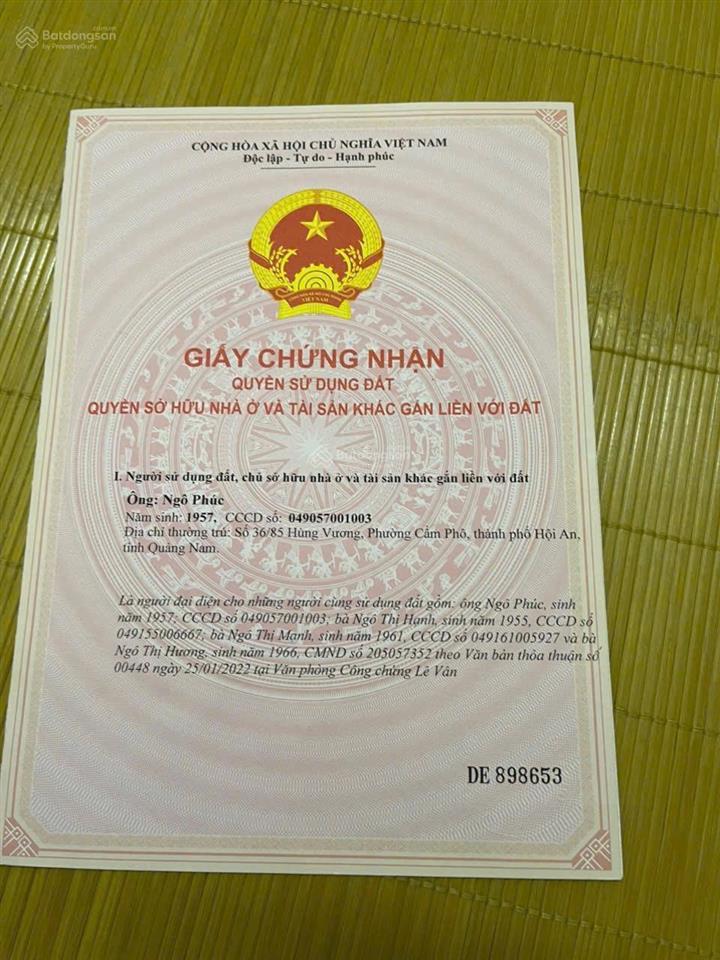 Batdongsan
by PropertyGuru
CỘNG HÒA XÃ HỘI CHỦ NGHĨA VIỆT NAM
Độc lập - Tự do - Hạnh phúc
VIỆT NAM
GIẤY CHỨNG NHẬN
QUYỀN SỬ DỤNG ĐẤT
QUYỀN SỞ HỮU NHÀ Ở VÀ TÀI SẢN KHÁC GẮN LIỀN VỚI ĐẤT
Batdongsan
I. Người sử dụng đất, chủ sở hữu nhà ở và tài sản khác gắn liền với đất
Ông: Ngô Phúc
Năm sinh: 1957, CCCD số: 049057001003
Địa chỉ thường trú: Số 36/85 Hùng Vương, Phường Cẩm Phô, thành phố Hội An,
tỉnh Quảng Nam.
Là người đại diện cho những người cùng sử dụng đất gồm: ông Ngô Phúc, sinh
năm 1957; CCCD số 049057001003; bà Ngô Thị Hạnh, sinh năm 1955, CCCD số
049155006667; bà Ngô Thị Mạnh, sinh năm 1961, CCCD số 049161005927 và bà
Ngô Thị Hương, sinh năm 1966, CMND số 205057352 theo Văn bản thỏa thuận số
00448 ngày 25/01/2022 tại Văn phòng Công chứng Lê Văn
DE 898653